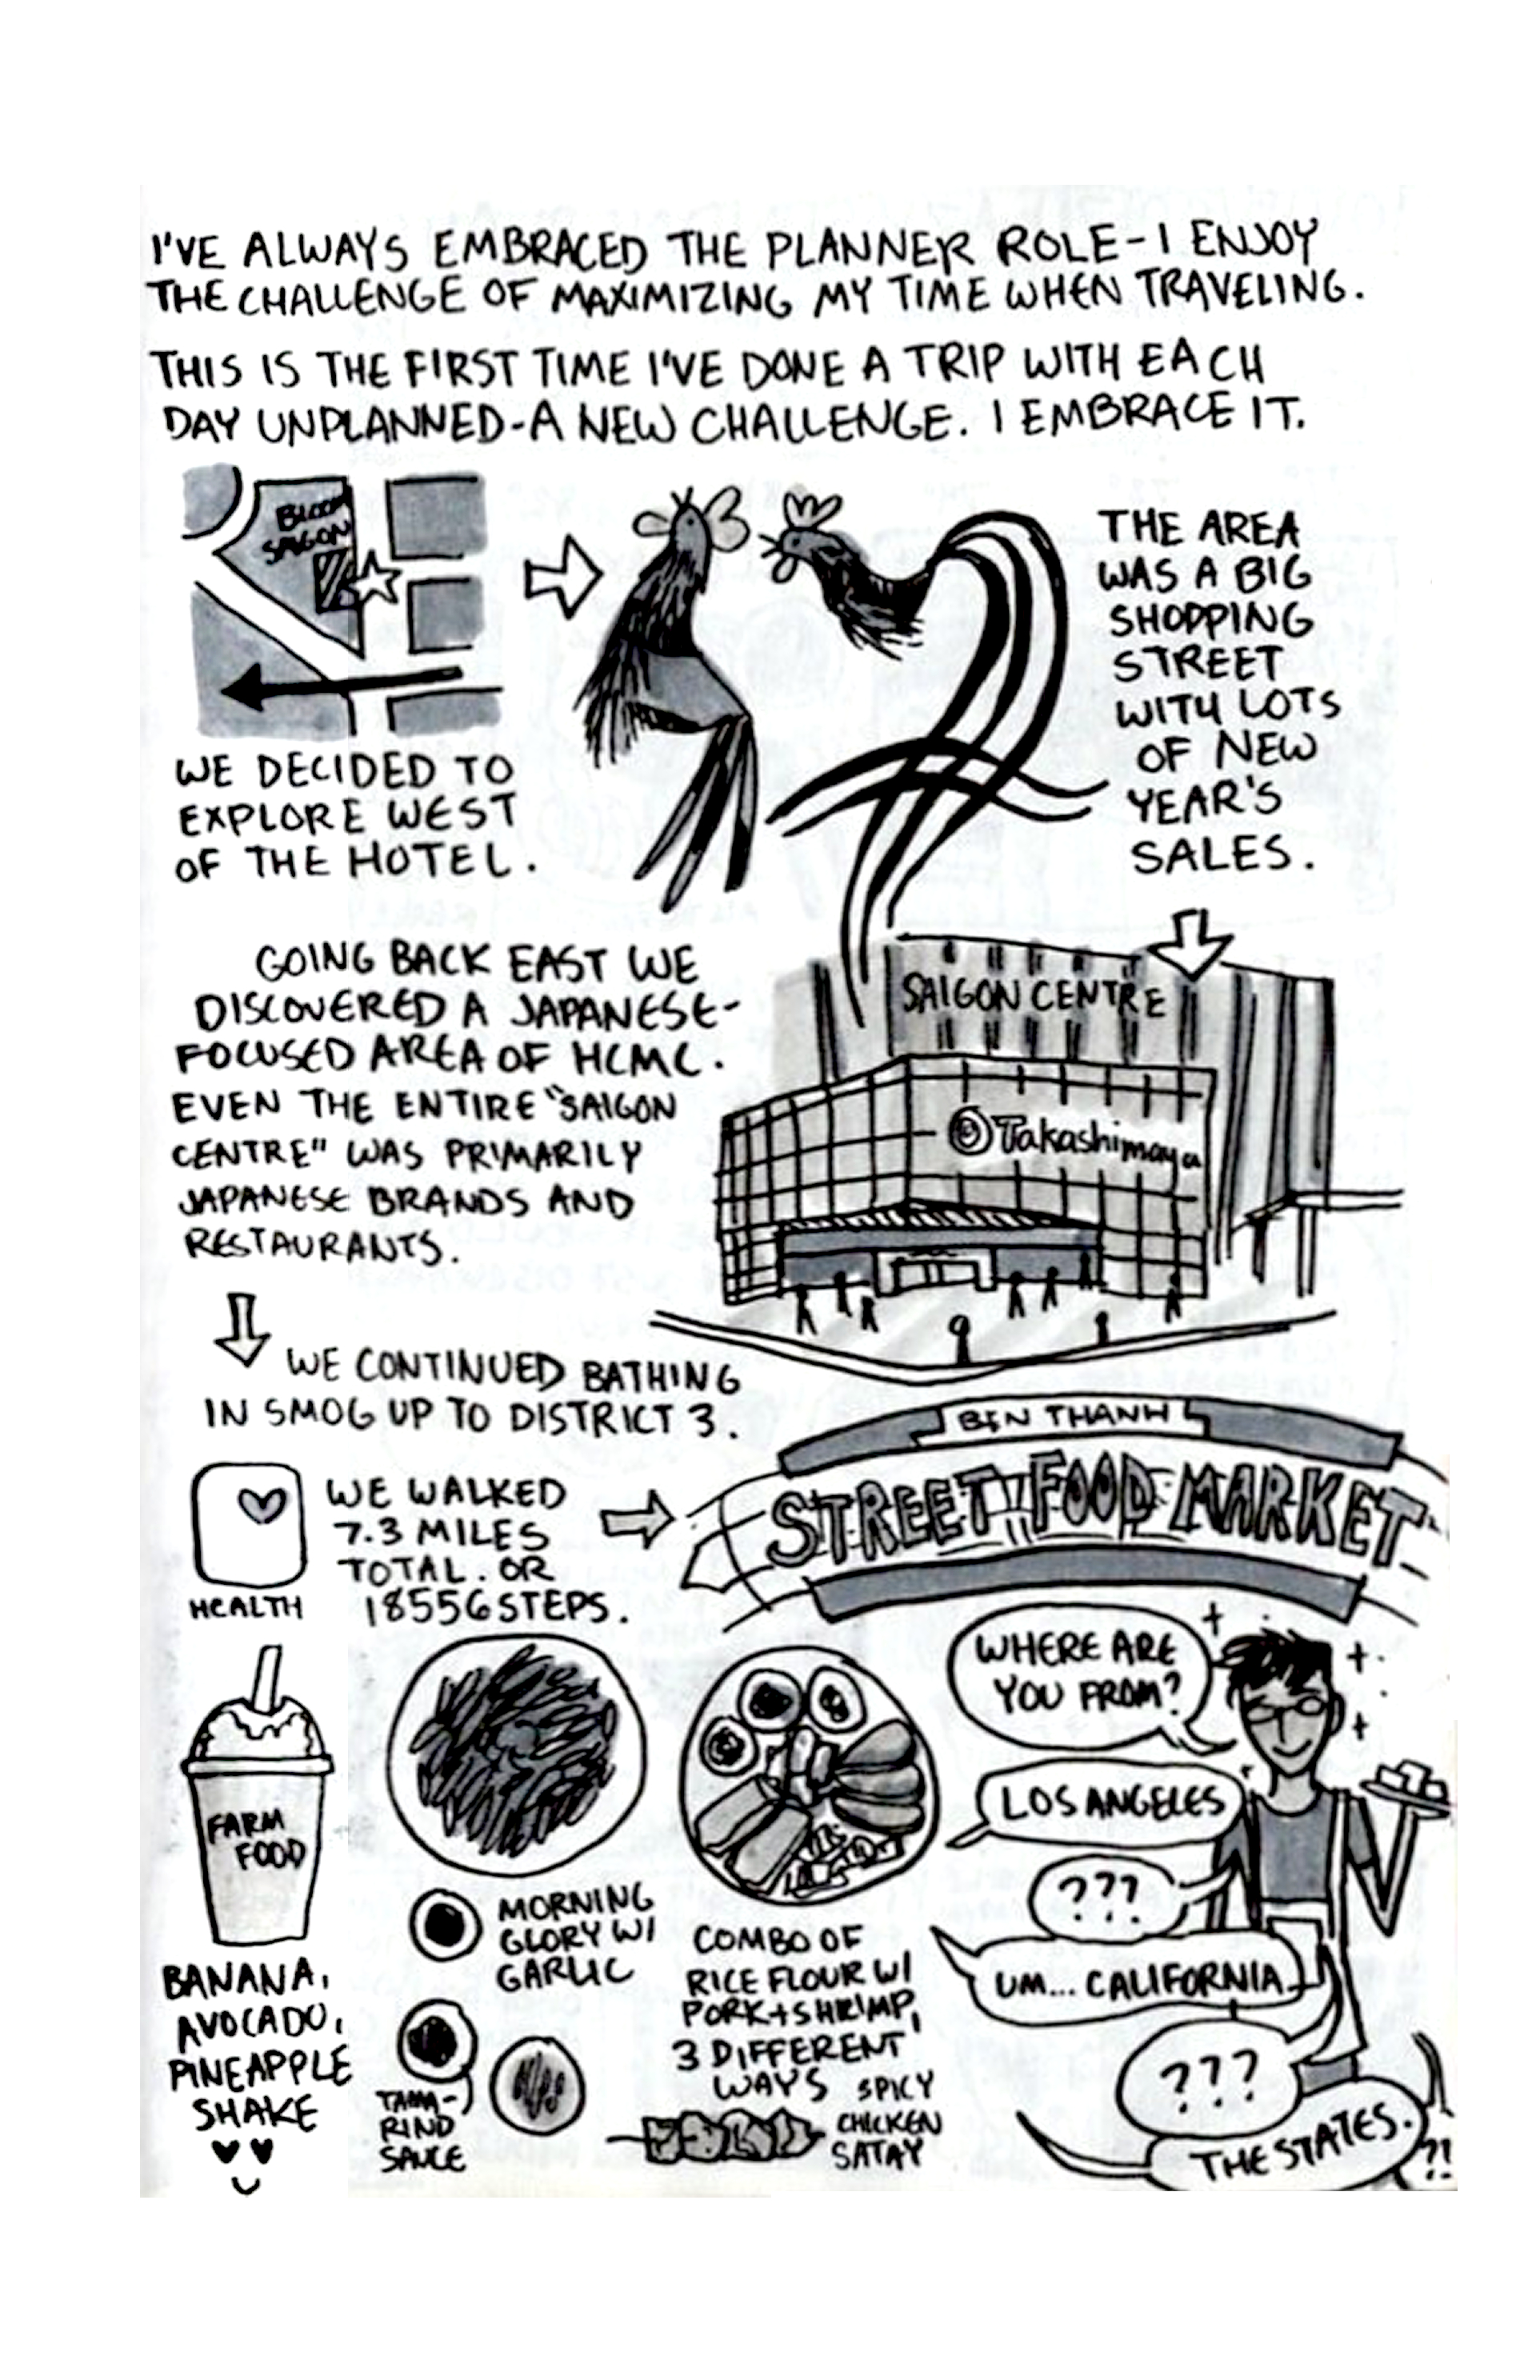 I'VE ALWAYS EMBRACED THE PLANNER ROLE - I ENJOY
THE CHALLENGE OF MAXIMIZING MY TIME WHEN TRAVELING.
THIS IS THE FIRST TIME I'VE DONE A TRIP WITH EACH
DAY UNPLANNED - A NEW CHALLENGE. I EMBRACE IT.
BLOOM
SAIGON
WE DECIDED TO
EXPLORE WEST
OF THE HOTEL.
THE AREA
WAS A BIG
SHOPPING
STREET
WITH LOTS
OF NEW
YEAR'S
SALES.
GOING BACK EAST WE
DISCOVERED A JAPANESE-
FOCUSED AREA OF HCMC.
EVEN THE ENTIRE "SAIGON
CENTRE" WAS PRIMARILY
JAPANESE BRANDS AND
RESTAURANTS.
SAIGON CENTRE
Takashimaya
WE CONTINUED BATHING
IN SMOG UP TO DISTRICT 3.
HEALTH
WE WALKED
7.3 MILES
TOTAL. OR
18556 STEPS.
BEN THANH
STREET FOOD MARKET
FARM
FOOD
BANANA,
AVOCADO,
PINEAPPLE
SHAKE
MORNING
GLORY W/
GARLIC
TAMA-
RIND
SAUCE
COMBO OF
RICE FLOUR W/
PORK + SHRIMP,
3 DIFFERENT
WAYS
SPICY
CHICKEN
SATAY
WHERE ARE
YOU FROM?
LOS ANGELES
???
UM... CALIFORNIA
???
THE STATES.
?!